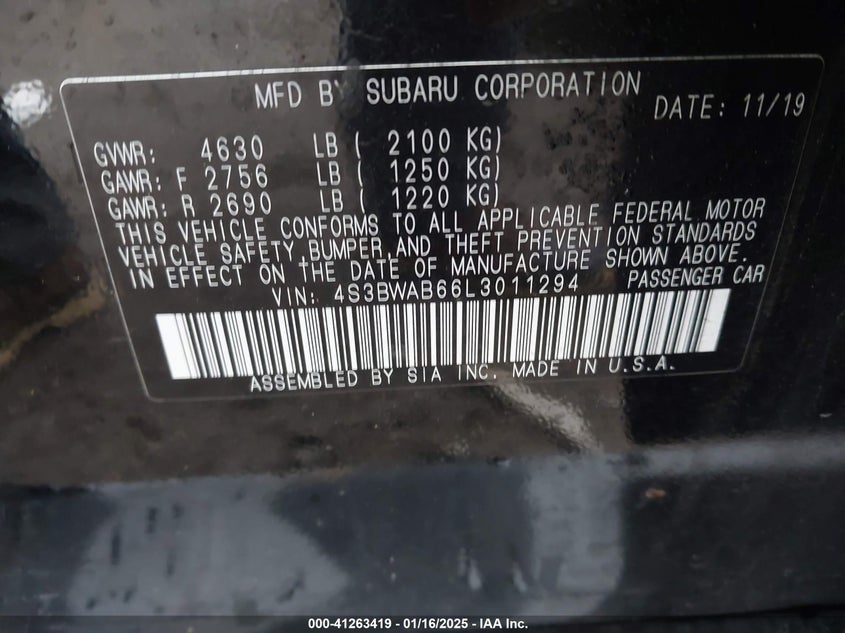 MFD BY SUBARU CORPORATION
DATE: 11/19
GVWR: 4630 LB ( 2100 KG)
GAWR: F 2756 LB ( 1250 KG)
GAWR: R 2690 LB ( 1220 KG)
THIS VEHICLE CONFORMS TO ALL APPLICABLE FEDERAL MOTOR
VEHICLE SAFETY,BUMPER,AND THEFT PREVENTION STANDARDS
IN EFFECT ON THE DATE OF MANUFACTURE SHOWN ABOVE.
VIN: 4S3BWAB66L3011294 PASSENGER CAR
ASSEMBLED BY SIA INC. MADE IN U.S.A.
000-41263419 - 01/16/2025 - IAA Inc.